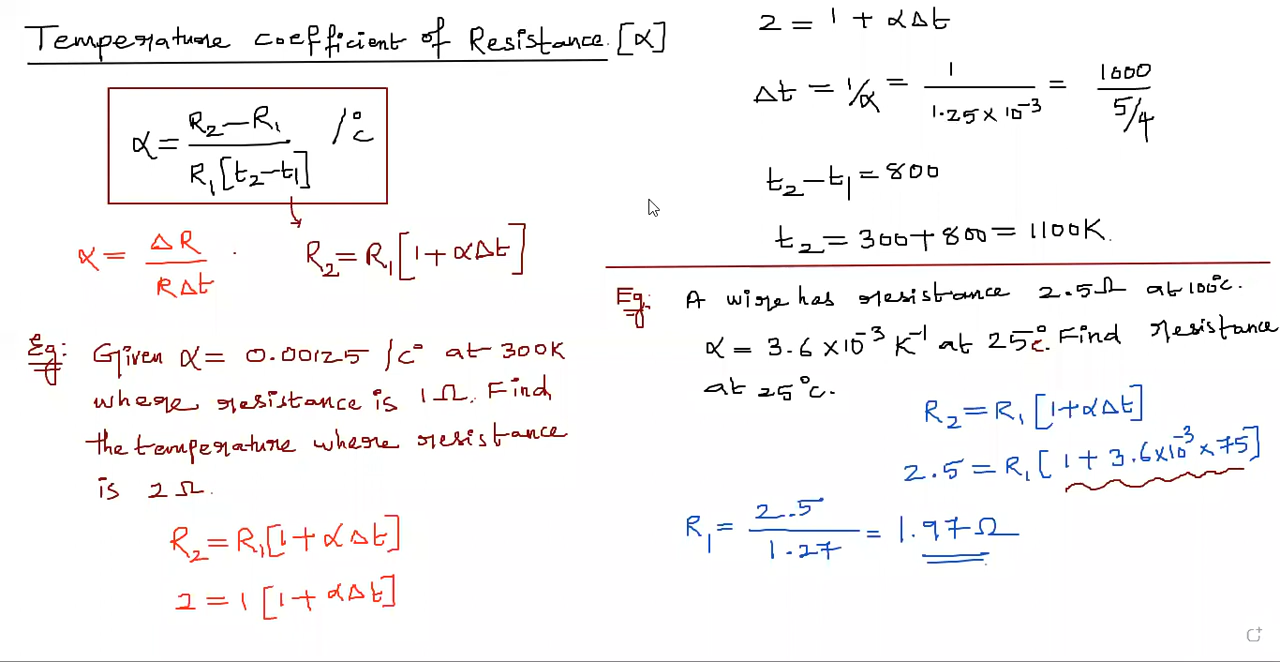 Temperature coefficient of Resistance [α]
α = (R₂ − R₁) / (R₁[t₂ − t₁]) /°c
α = ΔR / (RΔt) .
R₂ = R₁[1 + αΔt]
Eg: Given α = 0.00125 /c° at 300K
where resistance is 1Ω. Find
the temperature where resistance
is 2Ω.
R₂ = R₁[1 + αΔt]
2 = 1[1 + αΔt]
2 = 1 + αΔt
Δt = 1/α = 1 / (1.25 × 10⁻³) = 1000 / (5/4)
t₂ − t₁ = 800
t₂ = 300 + 800 = 1100K.
Eg: A wire has resistance 2.5Ω at 100°c.
α = 3.6 × 10⁻³ K⁻¹ at 25°c. Find resistance
at 25°c.
R₂ = R₁[1 + αΔt]
2.5 = R₁[1 + 3.6 × 10⁻³ × 75]
R₁ = 2.5 / 1.27 = 1.97Ω